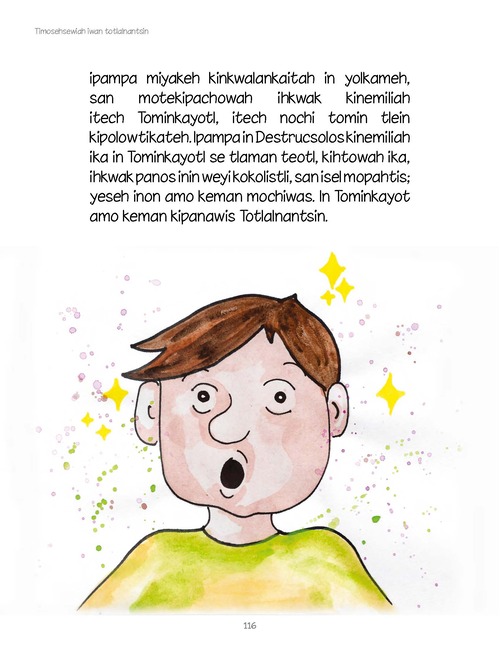 Timosehsewiah iwan totlalnantsin
ipampa miyakeh kinkwalankaitah in yolkameh,
san motekipachowah ihkwak kinemiliah
itech Tominkayotl, itech nochi tomin tlein
kipolowtikateh. Ipampa in Destrucsolos kinemiliah
ika in Tominkayotl se tlaman teotl, kihtowah ika,
ihkwak panos inin weyi kokolistli, san isel mopahtis;
yeseh inon amo keman mochiwas. In Tominkayot
amo keman kipanawis Totlalnantsin.
116